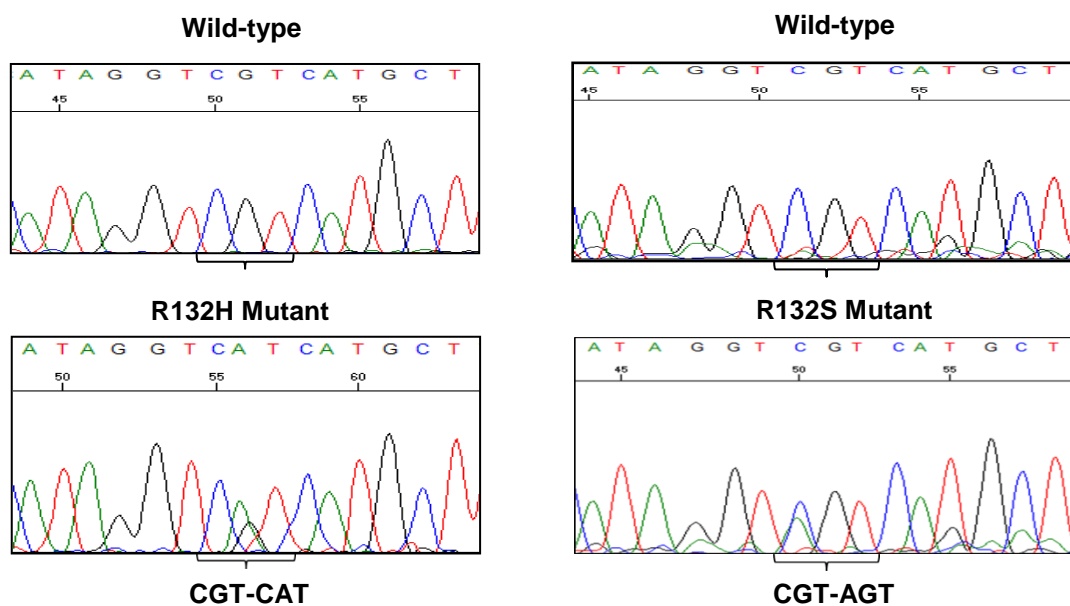 Wild-type
A T A G G T C G T C A T G C T
45 50 55
R132H Mutant
A T A G G T C A T C A T G C T
50 55 60
CGT-CAT
Wild-type
A T A G G T C G T C A T G C T
45 50 55
R132S Mutant
A T A G G T C G T C A T G C T
45 50 55
CGT-AGT